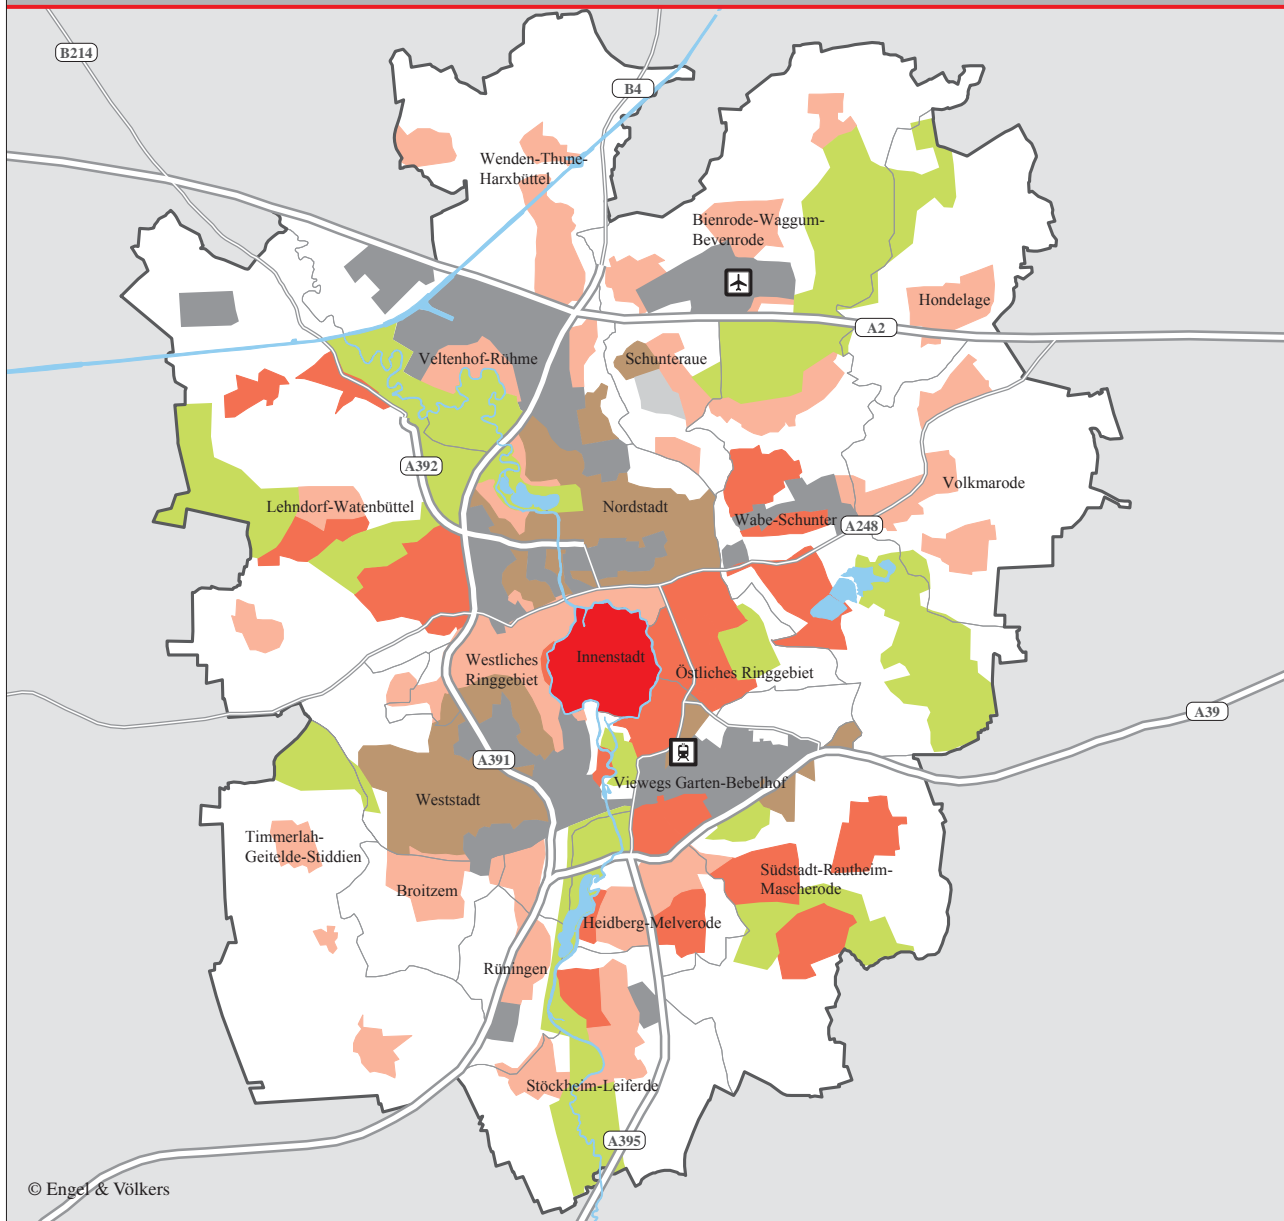 B214
B4
Wenden-Thune-
Harxbüttel
Bienrode-Waggum-
Bevenrode
Hondelage
A2
Veltenhof-Rühme
Schunteraue
A392
Volkmarode
Lehndorf-Watenbüttel
Nordstadt
Wabe-Schunter
A248
Westliches
Ringgebiet
Innenstadt
Östliches Ringgebiet
A39
A391
Viewegs Garten-Bebelhof
Weststadt
Timmerlah-
Geitelde-Stiddien
Südstadt-Rautheim-
Mascherode
Broitzem
Heidberg-Melverode
Rüningen
Stöckheim-Leiferde
A395
© Engel & Völkers